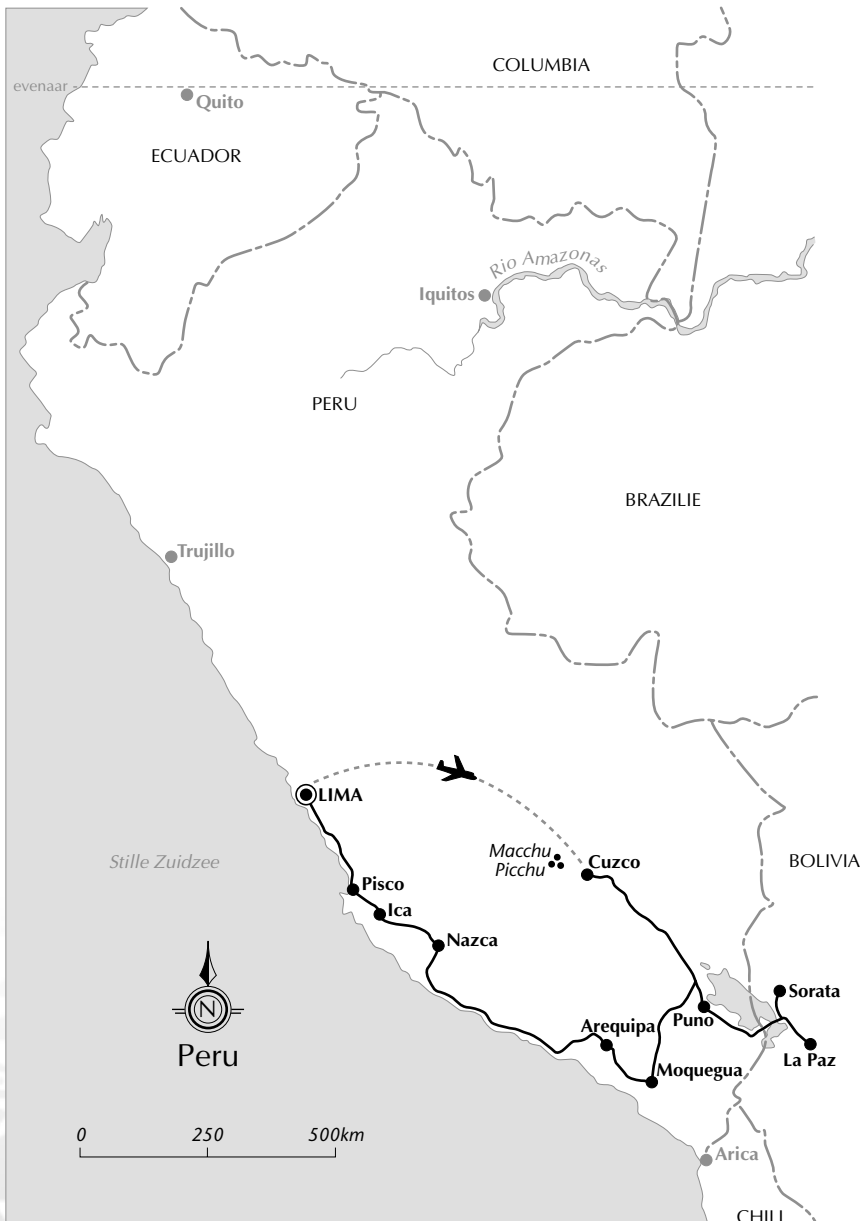 COLUMBIA
evenaar
Quito
ECUADOR
Rio Amazonas
Iquitos
PERU
BRAZILIE
Trujillo
LIMA
Macchu
Picchu
Cuzco
BOLIVIA
Stille Zuidzee
Pisco
Ica
Nazca
Sorata
Puno
Arequipa
La Paz
N
Peru
Moquegua
0 250 500km
Arica
CHILI